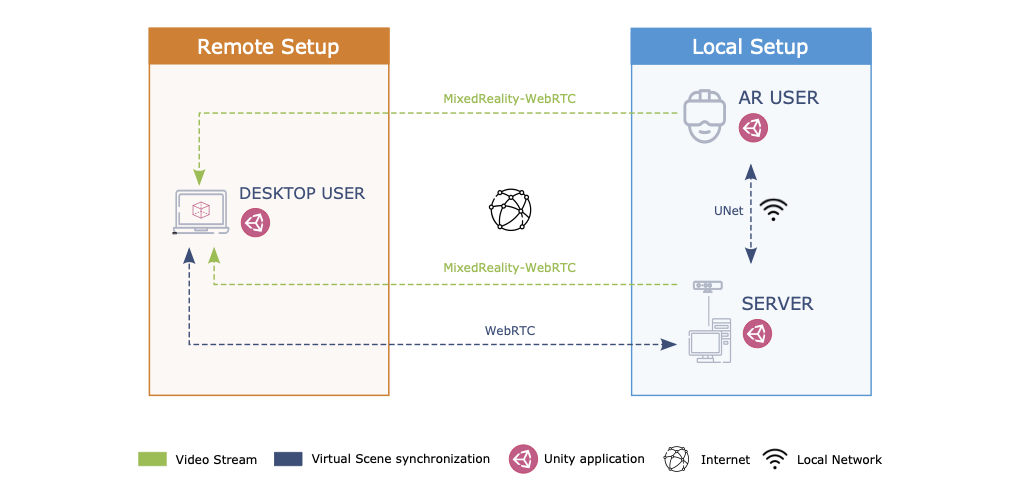 Remote Setup
Local Setup
MixedReality-WebRTC
AR USER
DESKTOP USER
UNet
MixedReality-WebRTC
SERVER
WebRTC
Video Stream
Virtual Scene synchronization
Unity application
Internet
Local Network